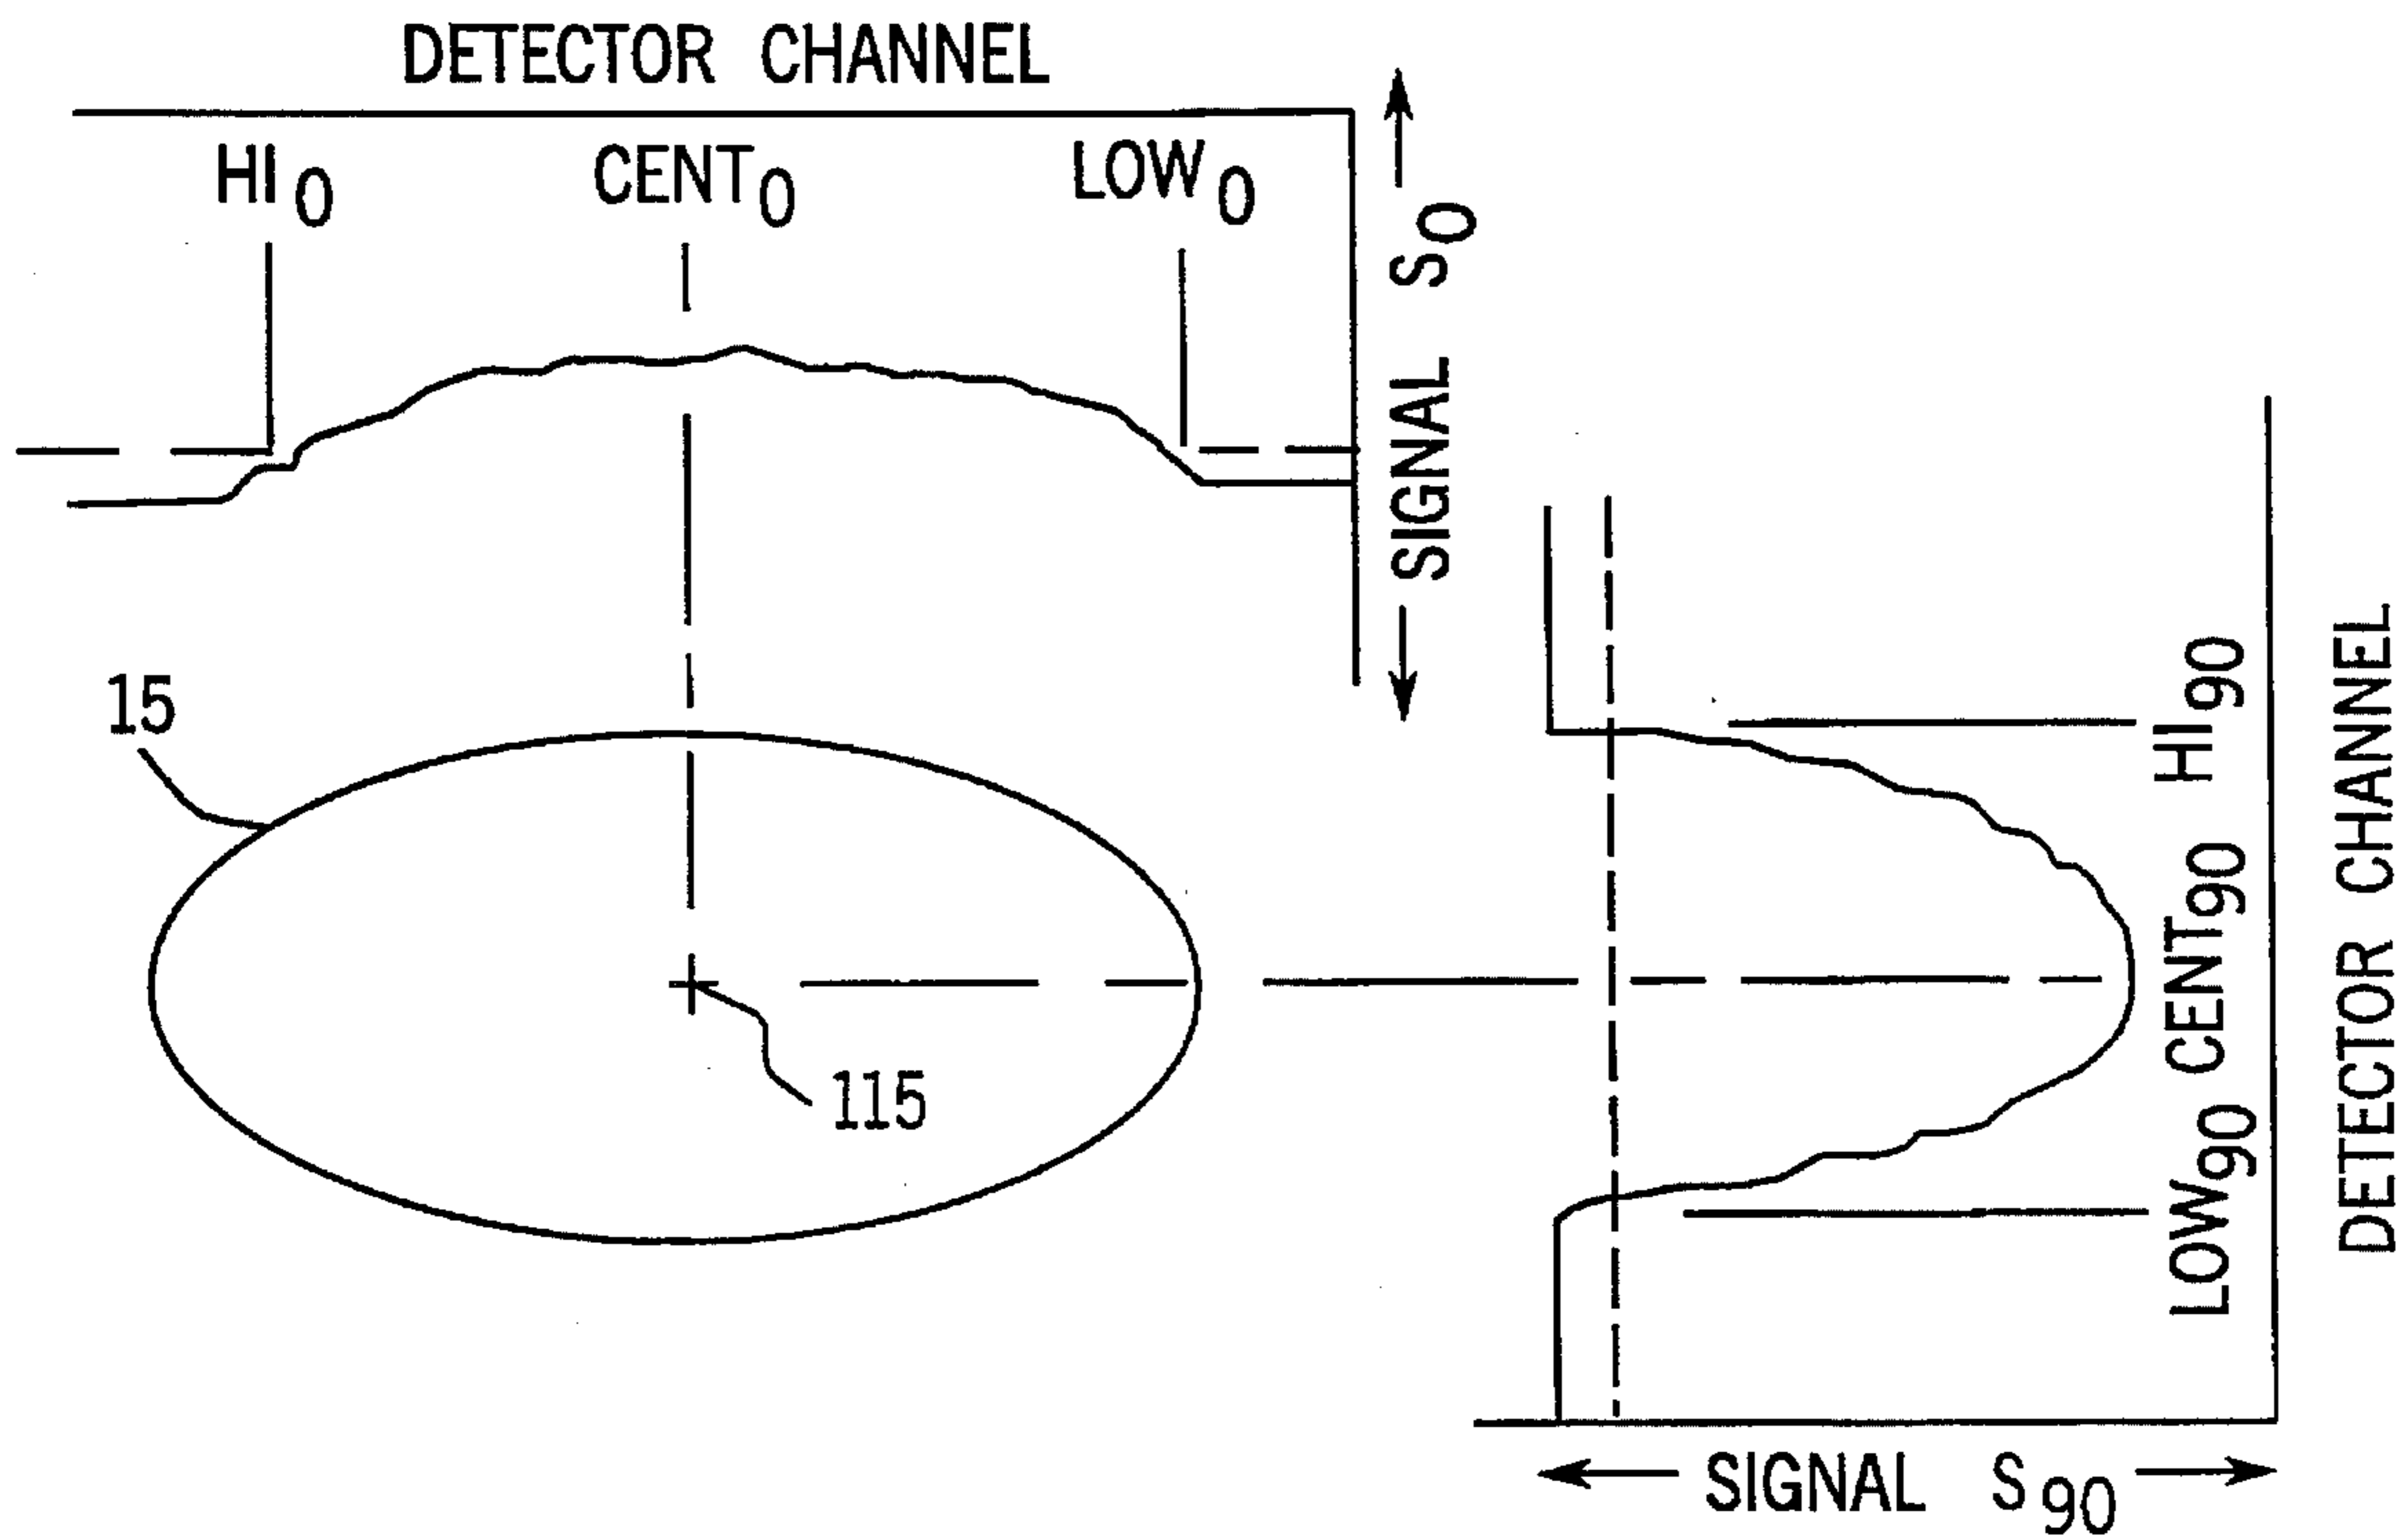 DETECTOR CHANNEL
HI0
CENT0
LOW0
SIGNAL S0
15
115
HI90
CENT90
LOW90
DETECTOR CHANNEL
SIGNAL S90